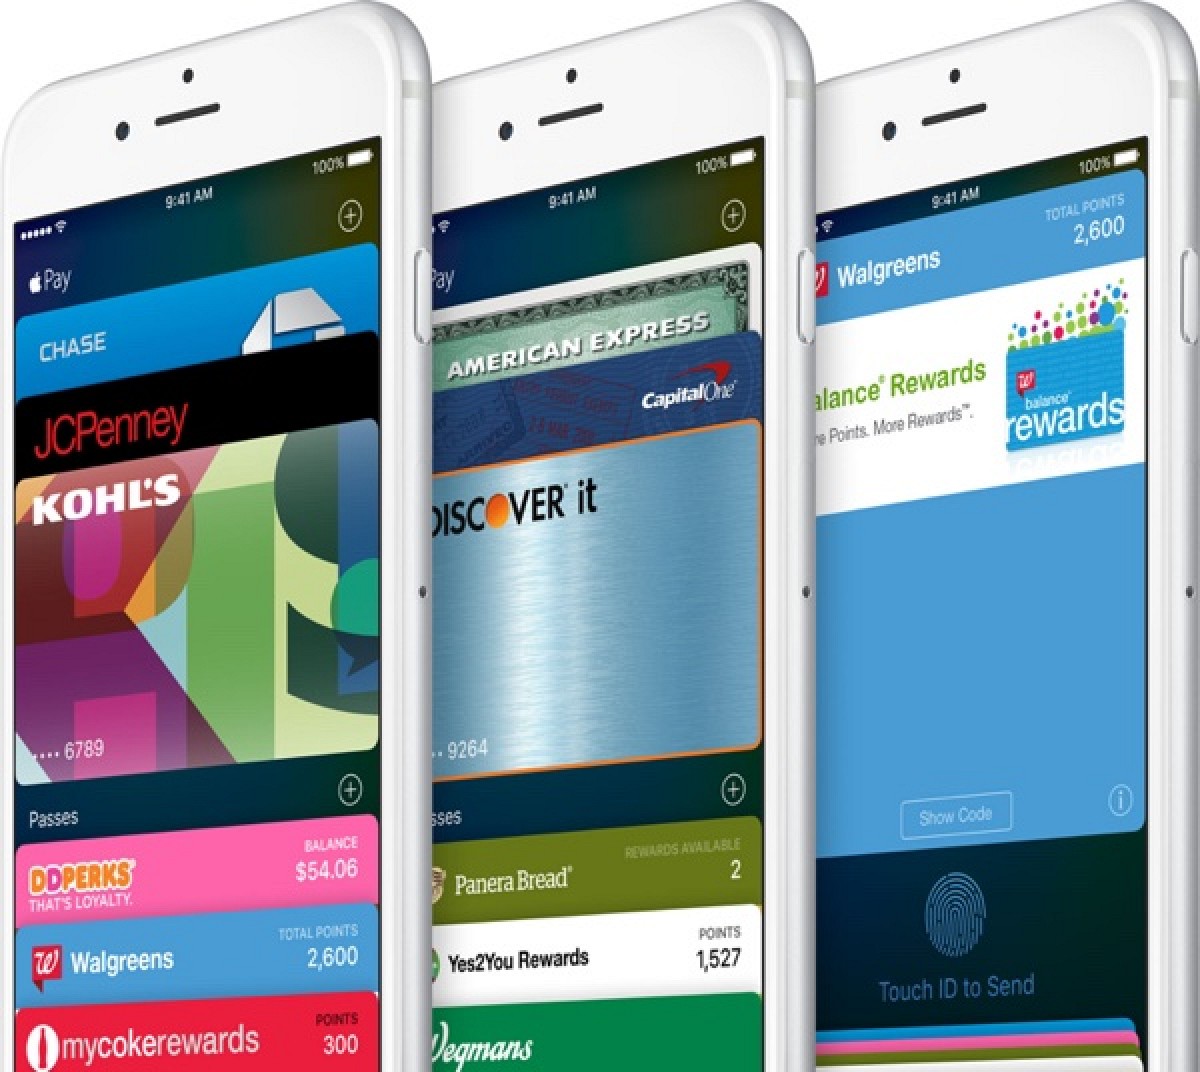 100%
9:41 AM
Pay
CHASE
JCPenney
KOHL'S
.... 6789
Passes
BALANCE
DDPERKS
$54.06
THAT'S LOYALTY.
TOTAL POINTS
Walgreens
2,600
POINTS
mycokerewards
300
100%
9:41 AM
Pay
AMERICAN EXPRESS
CapitalOne®
DISCOVER® it
.. 9264
sses
REWARDS AVAILABLE
Panera Bread®
2
POINTS
Yes2You Rewards
1,527
Wegmans
100%
9:41 AM
TOTAL POINTS
Walgreens
2,600
alance® Rewards
re Points. More Rewards™.
balance®
rewards
Show Code
Touch ID to Send